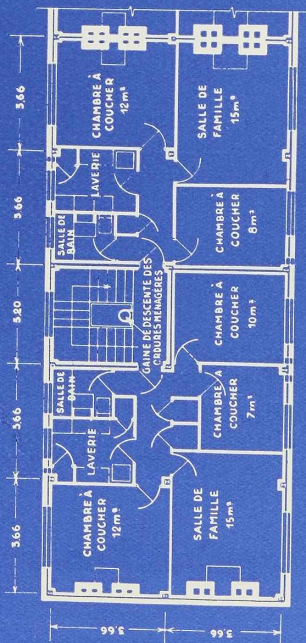 3.66
3.66
3.20
3.66
3.66
CHAMBRE À
COUCHER
12m²
SALLE DE
FAMILLE
15m²
LAVERIE
SALLE DE
BAIN
CHAMBRE À
COUCHER
8m²
GAINE DE DESCENTE DES
ORDURES MENAGERES
CHAMBRE À
COUCHER
10m²
SALLE DE
BAIN
LAVERIE
CHAMBRE À
COUCHER
7m²
CHAMBRE À
COUCHER
12m²
SALLE DE
FAMILLE
15m²
3.66
3.66